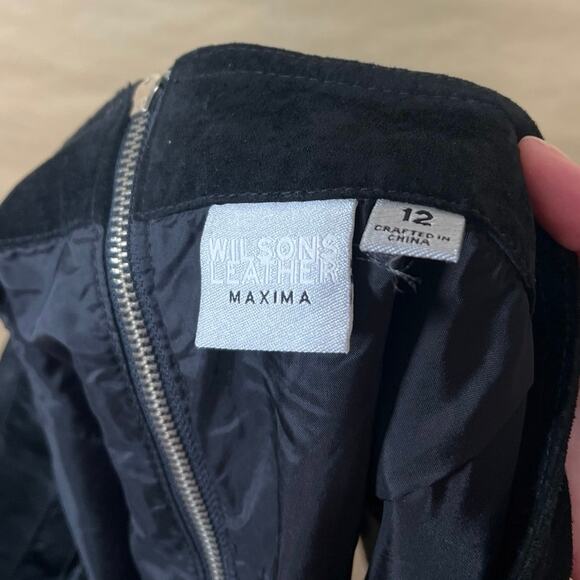 WILSONS
LEATHER
MAXIMA
12
CRAFTED IN
CHINA